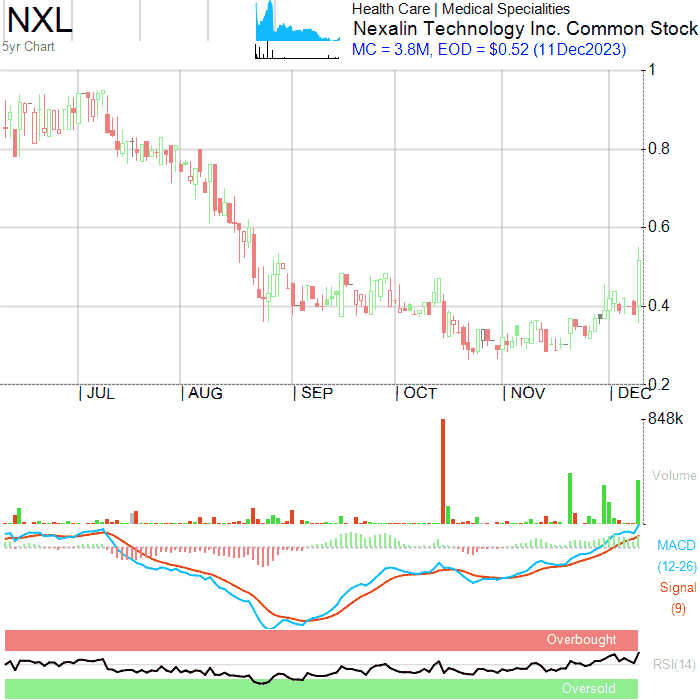 NXL
5yr Chart
Health Care | Medical Specialities
Nexalin Technology Inc. Common Stock
MC = 3.8M, EOD = $0.52 (11Dec2023)
1
0.8
0.6
0.4
0.2
JUL AUG SEP OCT NOV DEC
848k
Volume
MACD
(12-26)
Signal
(9)
Overbought
RSI(14)
Oversold